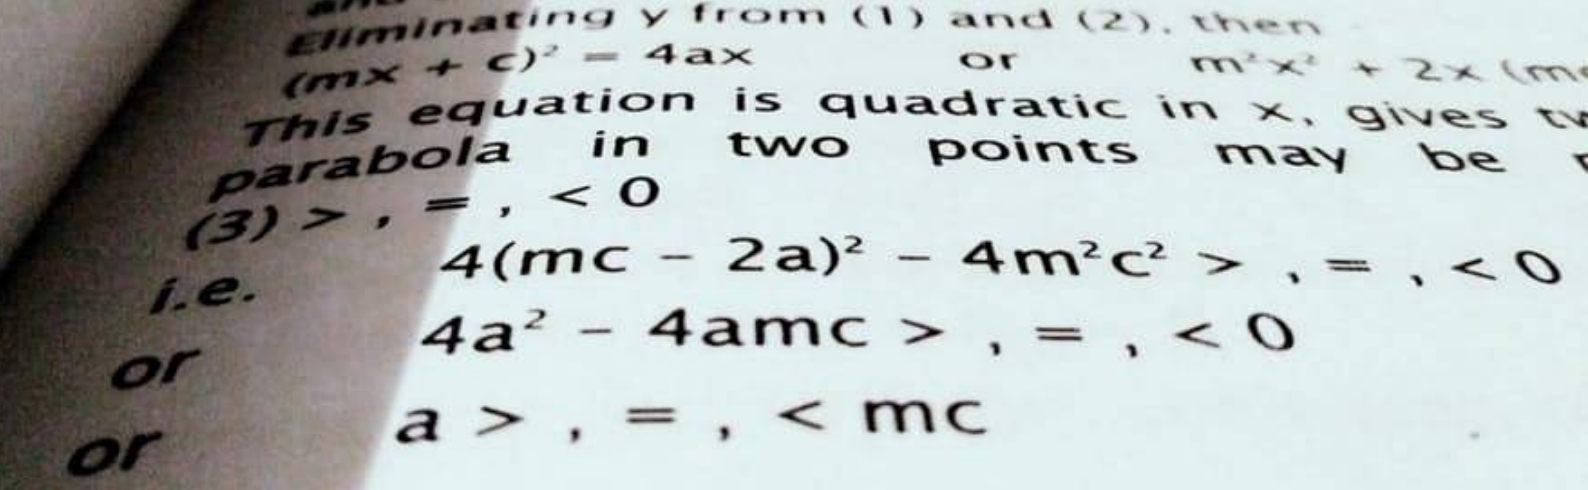 Eliminating y from (1) and (2), then
(mx + c)² = 4ax or m²x² + 2x
This equation is quadratic in x, gives
parabola in two points may be
(3) > , = , < 0
i.e. 4(mc - 2a)² - 4m²c² > , = , < 0
or 4a² - 4amc > , = , < 0
or a > , = , < mc